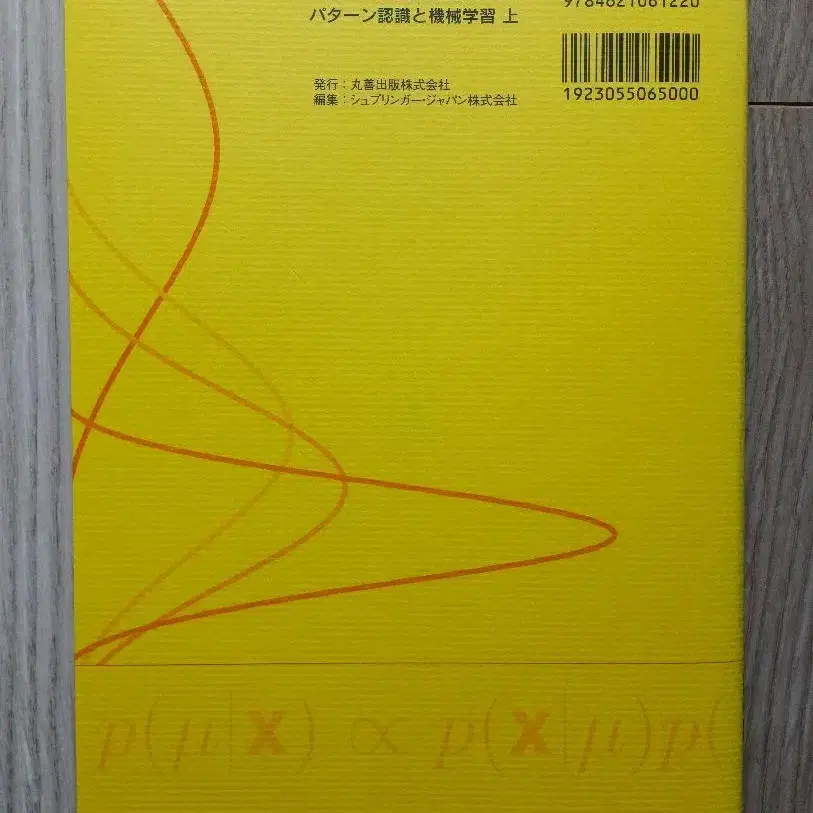 9784621061220
パターン認識と機械学習 上
発行：丸善出版株式会社
編集：シュプリンガー・ジャパン株式会社
1923055065000
p(μ|X) ∝ p(X|μ)p(